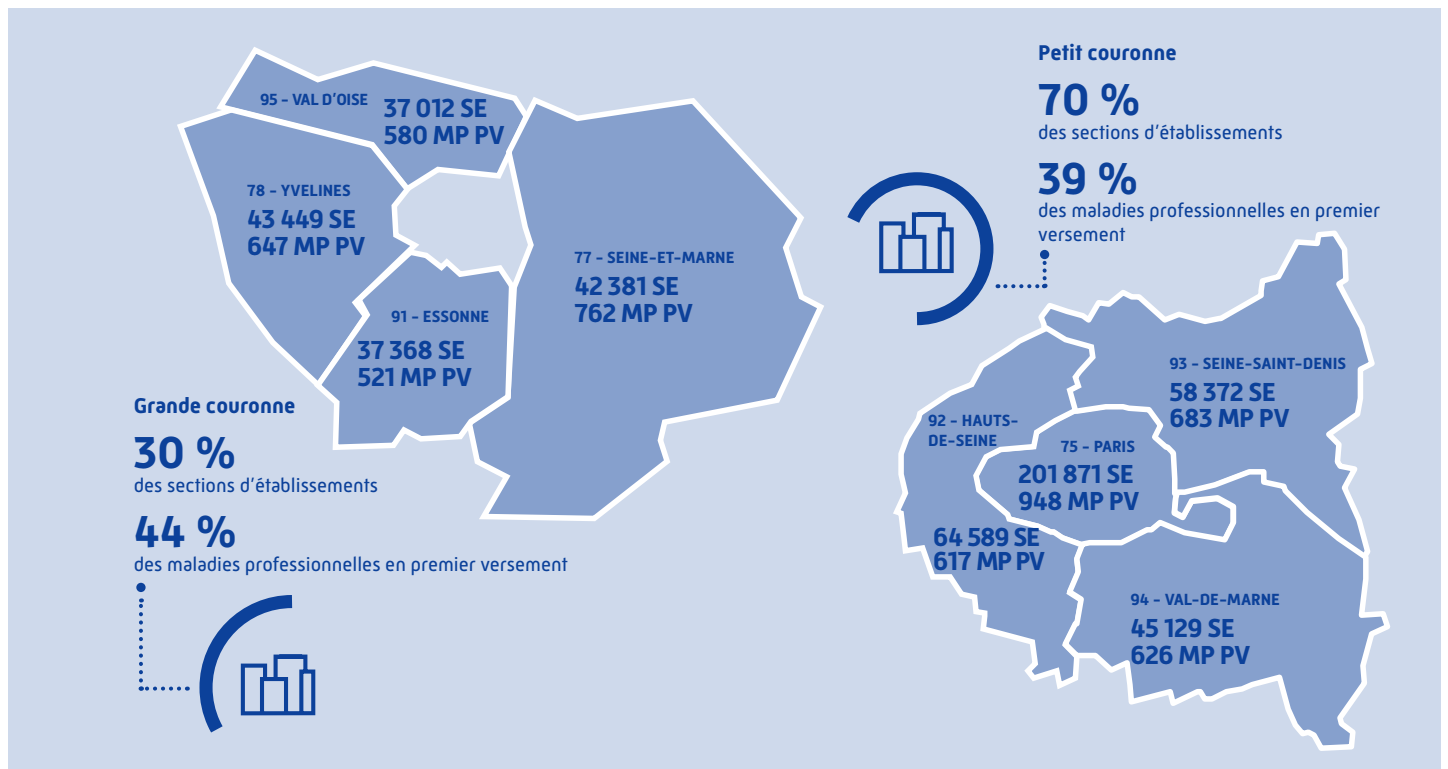 95 - VAL D'OISE
37 012 SE
580 MP PV
78 - YVELINES
43 449 SE
647 MP PV
77 - SEINE-ET-MARNE
42 381 SE
762 MP PV
91 - ESSONNE
37 368 SE
521 MP PV
Grande couronne
30 %
des sections d'établissements
44 %
des maladies professionnelles en premier versement
Petit couronne
70 %
des sections d'établissements
39 %
des maladies professionnelles en premier
versement
93 - SEINE-SAINT-DENIS
58 372 SE
683 MP PV
92 - HAUTS-
DE-SEINE
64 589 SE
617 MP PV
75 - PARIS
201 871 SE
948 MP PV
94 - VAL-DE-MARNE
45 129 SE
626 MP PV